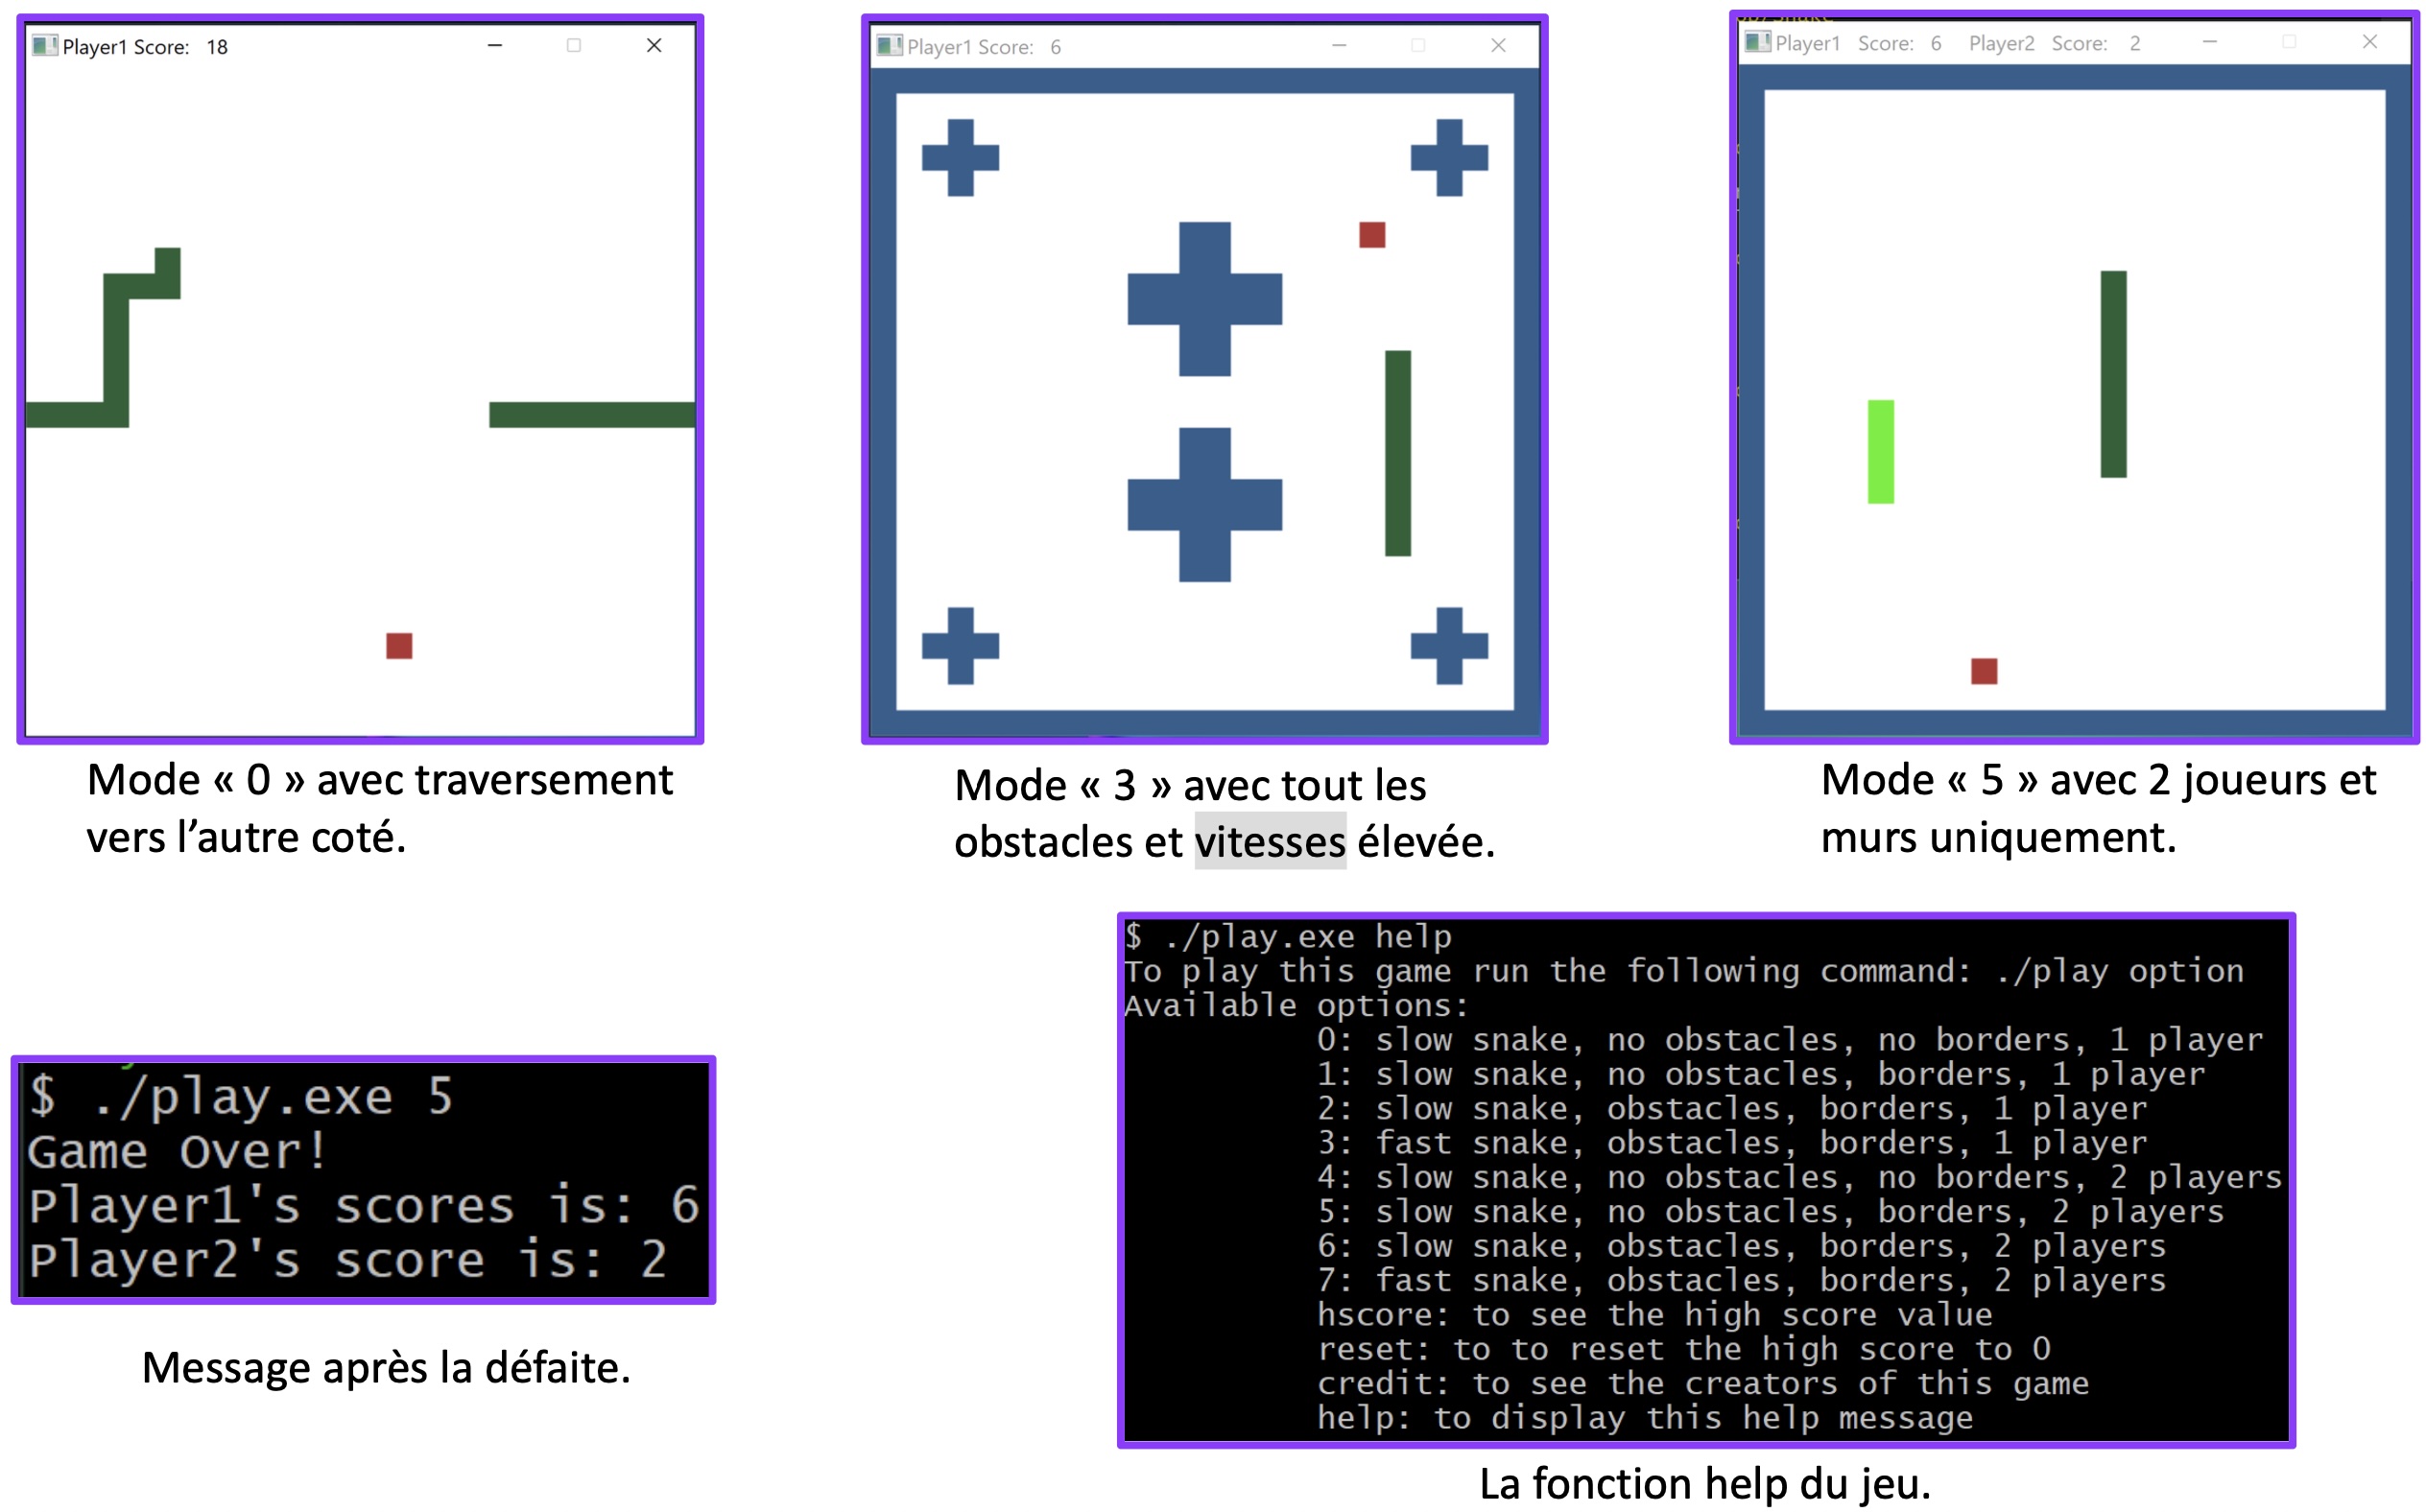 Player1 Score: 18
Player1 Score: 6
Player1 Score: 6 Player2 Score: 2
Mode « 0 » avec traversement
vers l’autre coté.
Mode « 3 » avec tout les
obstacles et vitesses élevée.
Mode « 5 » avec 2 joueurs et
murs uniquement.
$ ./play.exe 5
Game Over!
Player1's scores is: 6
Player2's score is: 2
Message après la défaite.
$ ./play.exe help
To play this game run the following command: ./play option
Available options:
0: slow snake, no obstacles, no borders, 1 player
1: slow snake, no obstacles, borders, 1 player
2: slow snake, obstacles, borders, 1 player
3: fast snake, obstacles, borders, 1 player
4: slow snake, no obstacles, no borders, 2 players
5: slow snake, no obstacles, borders, 2 players
6: slow snake, obstacles, borders, 2 players
7: fast snake, obstacles, borders, 2 players
hscore: to see the high score value
reset: to to reset the high score to 0
credit: to see the creators of this game
help: to display this help message
La fonction help du jeu.